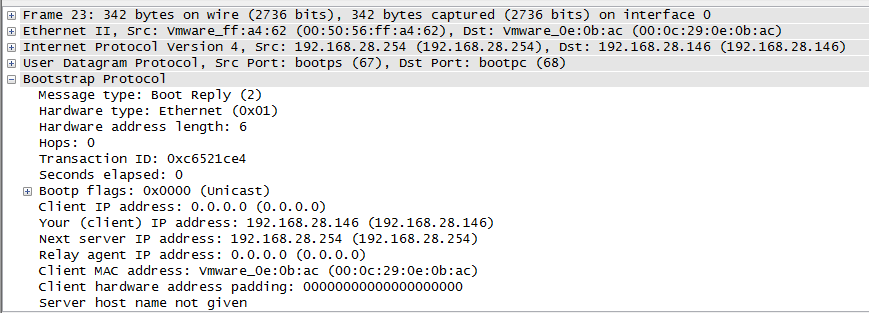 Frame 23: 342 bytes on wire (2736 bits), 342 bytes captured (2736 bits) on interface 0
Ethernet II, Src: Vmware_ff:a4:62 (00:50:56:ff:a4:62), Dst: Vmware_0e:0b:ac (00:0c:29:0e:0b:ac)
Internet Protocol Version 4, Src: 192.168.28.254 (192.168.28.254), Dst: 192.168.28.146 (192.168.28.146)
User Datagram Protocol, Src Port: bootps (67), Dst Port: bootpc (68)
Bootstrap Protocol
Message type: Boot Reply (2)
Hardware type: Ethernet (0x01)
Hardware address length: 6
Hops: 0
Transaction ID: 0xc6521ce4
Seconds elapsed: 0
Bootp flags: 0x0000 (Unicast)
Client IP address: 0.0.0.0 (0.0.0.0)
Your (client) IP address: 192.168.28.146 (192.168.28.146)
Next server IP address: 192.168.28.254 (192.168.28.254)
Relay agent IP address: 0.0.0.0 (0.0.0.0)
Client MAC address: Vmware_0e:0b:ac (00:0c:29:0e:0b:ac)
Client hardware address padding: 00000000000000000000
Server host name not given